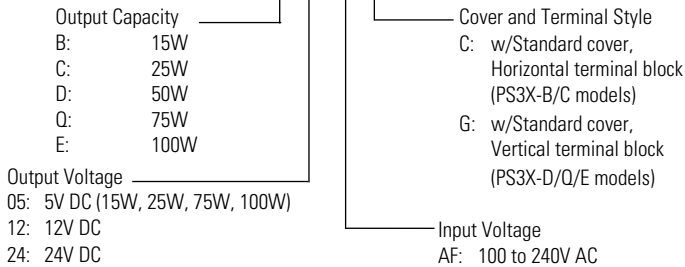 Output Capacity
B: 15W
C: 25W
D: 50W
Q: 75W
E: 100W
Output Voltage
05: 5V DC (15W, 25W, 75W, 100W)
12: 12V DC
24: 24V DC
Cover and Terminal Style
C: w/Standard cover,
Horizontal terminal block
(PS3X-B/C models)
G: w/Standard cover,
Vertical terminal block
(PS3X-D/Q/E models)
Input Voltage
AF: 100 to 240V AC